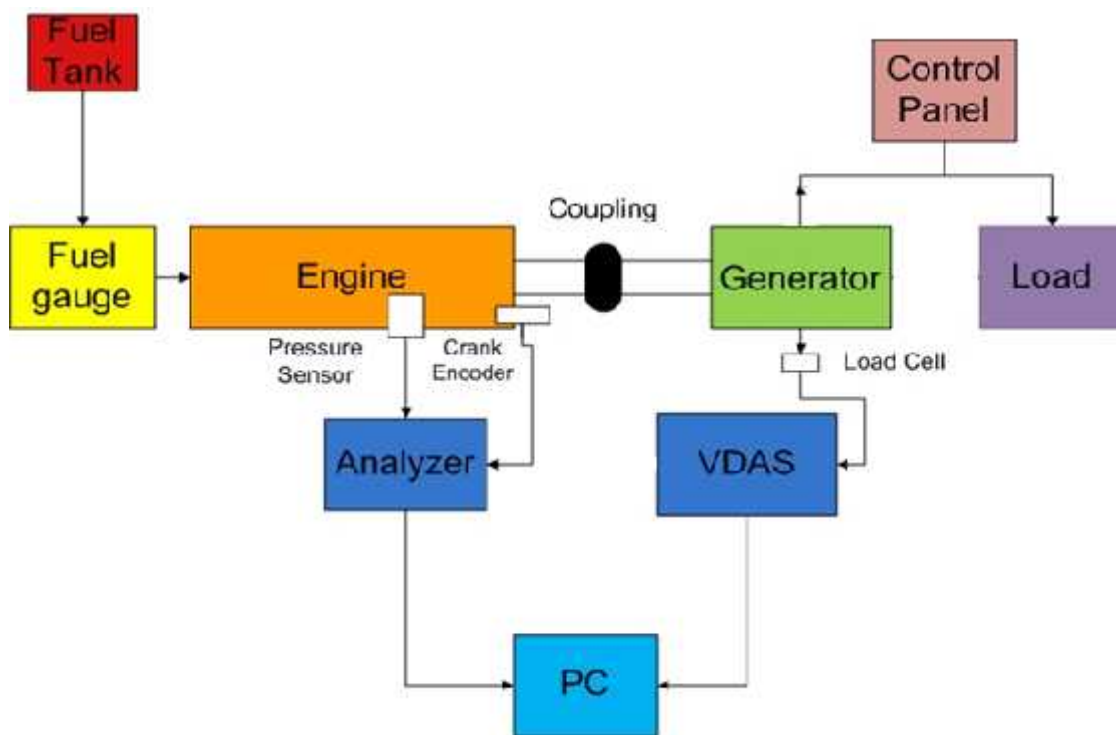 Fuel
Tank
Control
Panel
Coupling
Fuel
gauge
Engine
Generator
Load
Pressure
Sensor
Crank
Encoder
Load Cell
Analyzer
VDAS
PC